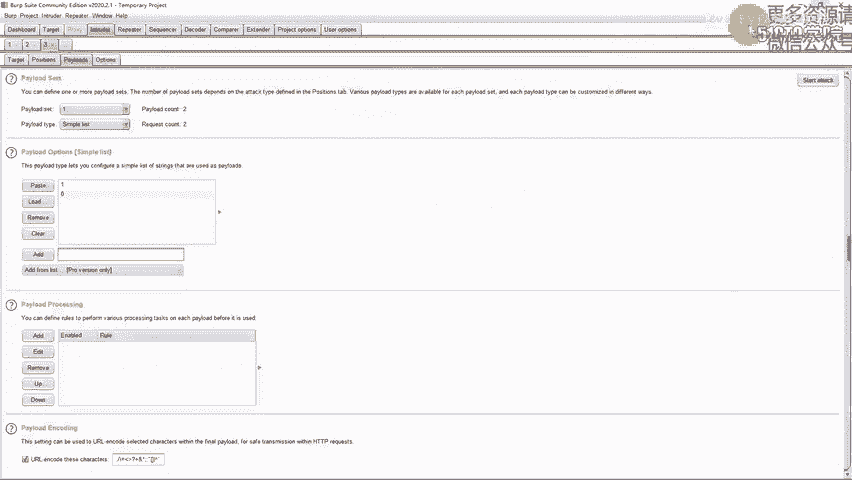 Burp Suite Community Edition v2020.2.1 - Temporary Project
Burp Project Intruder Repeater Window Help
Dashboard Target Proxy Intruder Repeater Sequencer Decoder Comparer Extender Project options User options
1 × 2 × 3 × ...
Target Positions Payloads Options
更多资源请
微信公众号
? Payload Sets
Start attack
You can define one or more payload sets. The number of payload sets depends on the attack type defined in the Positions tab. Various payload types are available for each payload set, and each payload type can be customized in different ways.
Payload set: 1 Payload count: 2
Payload type: Simple list Request count: 2
? Payload Options [Simple list]
This payload type lets you configure a simple list of strings that are used as payloads.
Paste 1
6
Load ...
Remove
Clear
Add
Add from list ... [Pro version only]
? Payload Processing
You can define rules to perform various processing tasks on each payload before it is used.
Add Enabled Rule
Edit
Remove
Up
Down
? Payload Encoding
This setting can be used to URL-encode selected characters within the final payload, for safe transmission within HTTP requests.
URL-encode these characters: